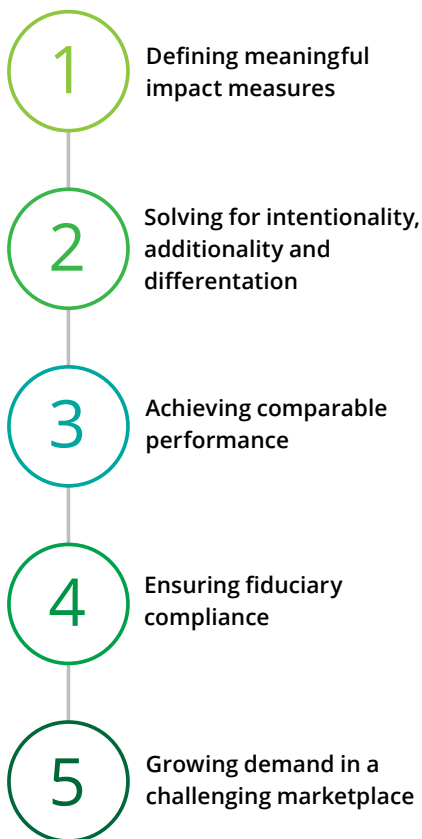 1
Defining meaningful
impact measures
2
Solving for intentionality,
additionality and
differentation
3
Achieving comparable
performance
4
Ensuring fiduciary
compliance
5
Growing demand in a
challenging marketplace